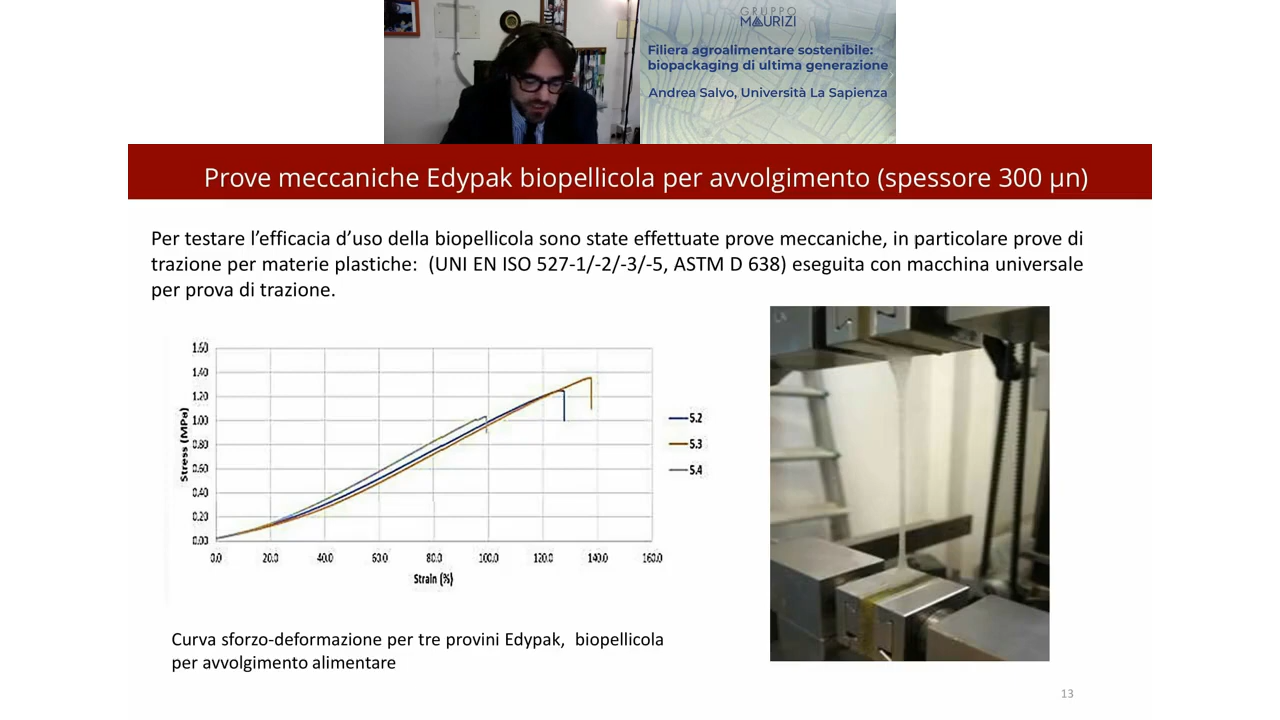 GRUPPO
MAURIZI
Filiera agroalimentare sostenibile:
biopackaging di ultima generazione
Andrea Salvo, Università La Sapienza
Prove meccaniche Edypak biopellicola per avvolgimento (spessore 300 µn)
Per testare l’efficacia d’uso della biopellicola sono state effettuate prove meccaniche, in particolare prove di
trazione per materie plastiche: (UNI EN ISO 527-1/-2/-3/-5, ASTM D 638) eseguita con macchina universale
per prova di trazione.
Stress (MPa)
1.60
1.40
1.20
1.00
0.80
0.60
0.40
0.20
0.00
0.0 20.0 40.0 60.0 80.0 100.0 120.0 140.0 160.0
Strain (%)
5.2
5.3
5.4
Curva sforzo-deformazione per tre provini Edypak, biopellicola
per avvolgimento alimentare
13